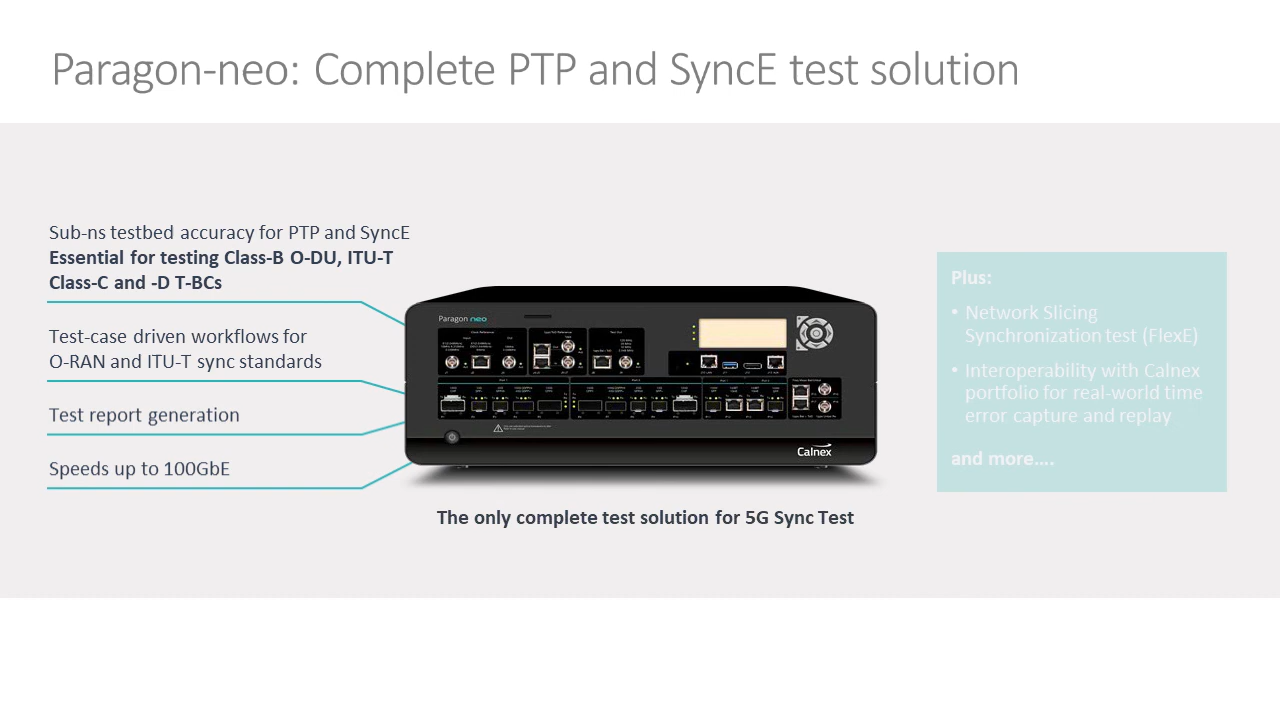 Paragon-neo: Complete PTP and SyncE test solution
Sub-ns testbed accuracy for PTP and SyncE
Essential for testing Class-B O-DU, ITU-T
Class-C and -D T-BCs
Test-case driven workflows for
O-RAN and ITU-T sync standards
Test report generation
Speeds up to 100GbE
Paragon neo
Calnex
The only complete test solution for 5G Sync Test
Plus:
• Network Slicing
Synchronization test (FlexE)
• Interoperability with Calnex
portfolio for real-world time
error capture and replay
and more....